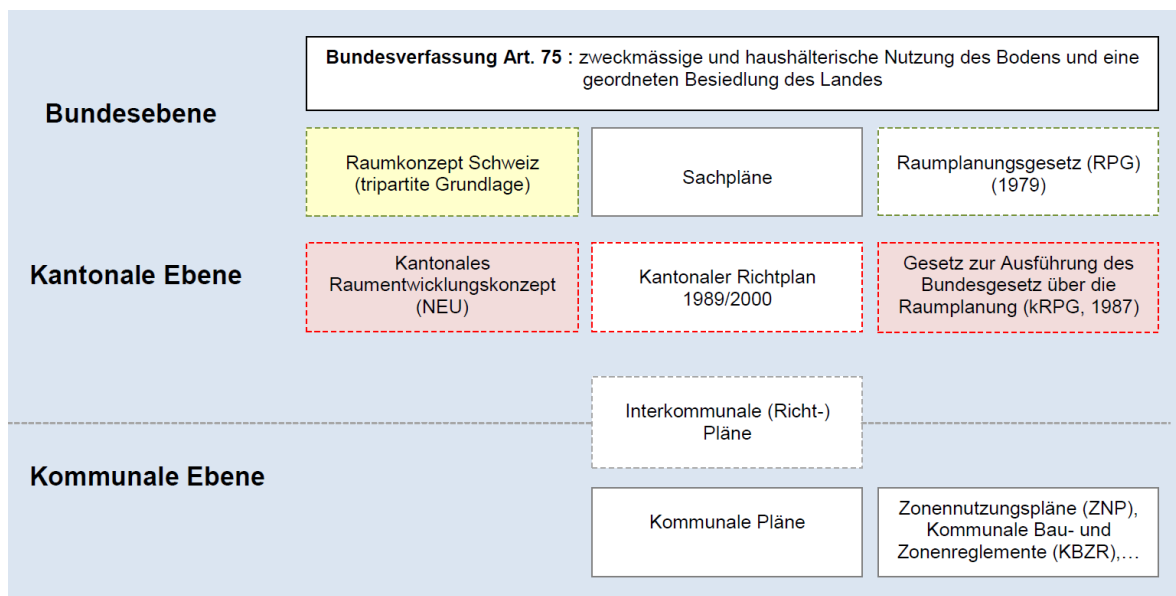 Bundesverfassung Art. 75 : zweckmässige und haushälterische Nutzung des Bodens und eine
geordneten Besiedlung des Landes
Bundesebene
Raumkonzept Schweiz
(tripartite Grundlage)
Sachpläne
Raumplanungsgesetz (RPG)
(1979)
Kantonale Ebene
Kantonales
Raumentwicklungskonzept
(NEU)
Kantonaler Richtplan
1989/2000
Gesetz zur Ausführung des
Bundesgesetz über die
Raumplanung (kRPG, 1987)
Interkommunale (Richt-)
Pläne
Kommunale Ebene
Kommunale Pläne
Zonennutzungspläne (ZNP),
Kommunale Bau- und
Zonenreglemente (KBZR),…